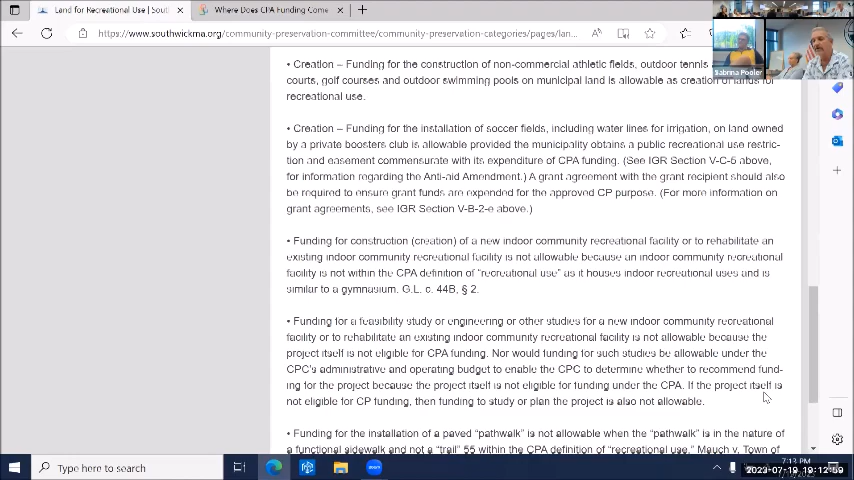 Land for Recreational Use | Sout
Where Does CPA Funding Come
https://www.southwickma.org/community-preservation-committee/community-preservation-categories/pages/lan...
Sabrina Pooler
• Creation – Funding for the construction of non-commercial athletic fields, outdoor tennis a
courts, golf courses and outdoor swimming pools on municipal land is allowable as creation of lands for
recreational use.
• Creation – Funding for the installation of soccer fields, including water lines for irrigation, on land owned
by a private boosters club is allowable provided the municipality obtains a public recreational use restric-
tion and easement commensurate with its expenditure of CPA funding. (See IGR Section V-C-5 above,
for information regarding the Anti-aid Amendment.) A grant agreement with the grant recipient should also
be required to ensure grant funds are expended for the approved CP purpose. (For more information on
grant agreements, see IGR Section V-B-2-e above.)
• Funding for construction (creation) of a new indoor community recreational facility or to rehabilitate an
existing indoor community recreational facility is not allowable because an indoor community recreational
facility is not within the CPA definition of "recreational use" as it houses indoor recreational uses and is
similar to a gymnasium. G.L. c. 44B, § 2.
• Funding for a feasibility study or engineering or other studies for a new indoor community recreational
facility or to rehabilitate an existing indoor community recreational facility is not allowable because the
project itself is not eligible for CPA funding. Nor would funding for such studies be allowable under the
CPC's administrative and operating budget to enable the CPC to determine whether to recommend fund-
ing for the project because the project itself is not eligible for funding under the CPA. If the project itself is
not eligible for CP funding, then funding to study or plan the project is also not allowable.
• Funding for the installation of a paved "pathwalk" is not allowable when the "pathwalk" is in the nature of
a functional sidewalk and not a "trail" 55 within the CPA definition of "recreational use." Mauch v. Town of
Type here to search
7:13 PM
2023-07-19 19:12:59